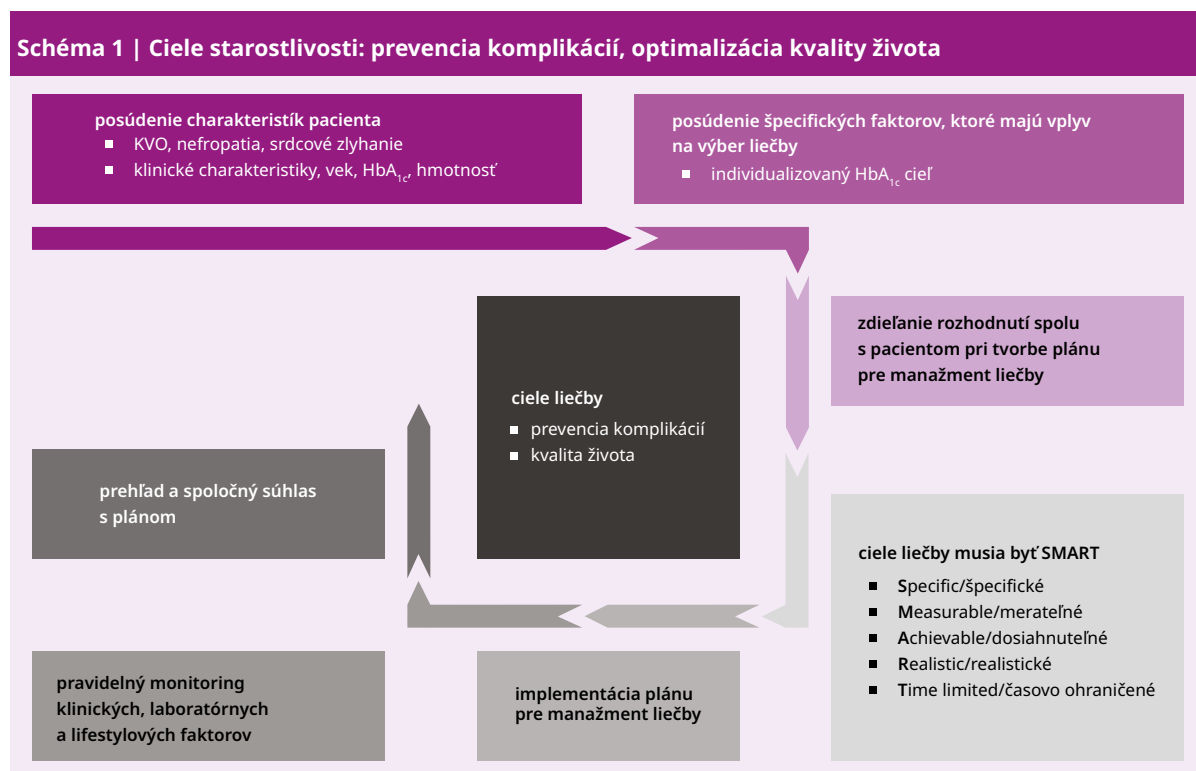 Schéma 1 | Ciele starostlivosti: prevencia komplikácií, optimalizácia kvality života
posúdenie charakteristík pacienta
KVO, nefropatia, srdcové zlyhanie
klinické charakteristiky, vek, HbA1c, hmotnosť
posúdenie špecifických faktorov, ktoré majú vplyv
na výber liečby
individualizovaný HbA1c cieľ
zdieľanie rozhodnutí spolu
s pacientom pri tvorbe plánu
pre manažment liečby
ciele liečby
prevencia komplikácií
kvalita života
ciele liečby musia byť SMART
Specific/špecifické
Measurable/merateľné
Achievable/dosiahnuteľné
Realistic/realistické
Time limited/časovo ohraničené
implementácia plánu
pre manažment liečby
pravidelný monitoring
klinických, laboratórnych
a lifestylových faktorov
prehľad a spoločný súhlas
s plánom